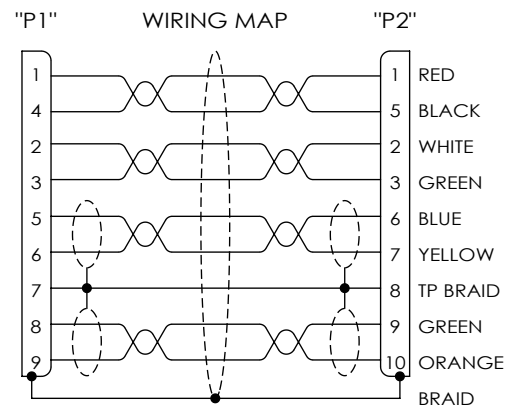 "P1" WIRING MAP "P2"
1 1 RED
4 5 BLACK
2 2 WHITE
3 3 GREEN
5 6 BLUE
6 7 YELLOW
7 8 TP BRAID
8 9 GREEN
9 10 ORANGE
BRAID